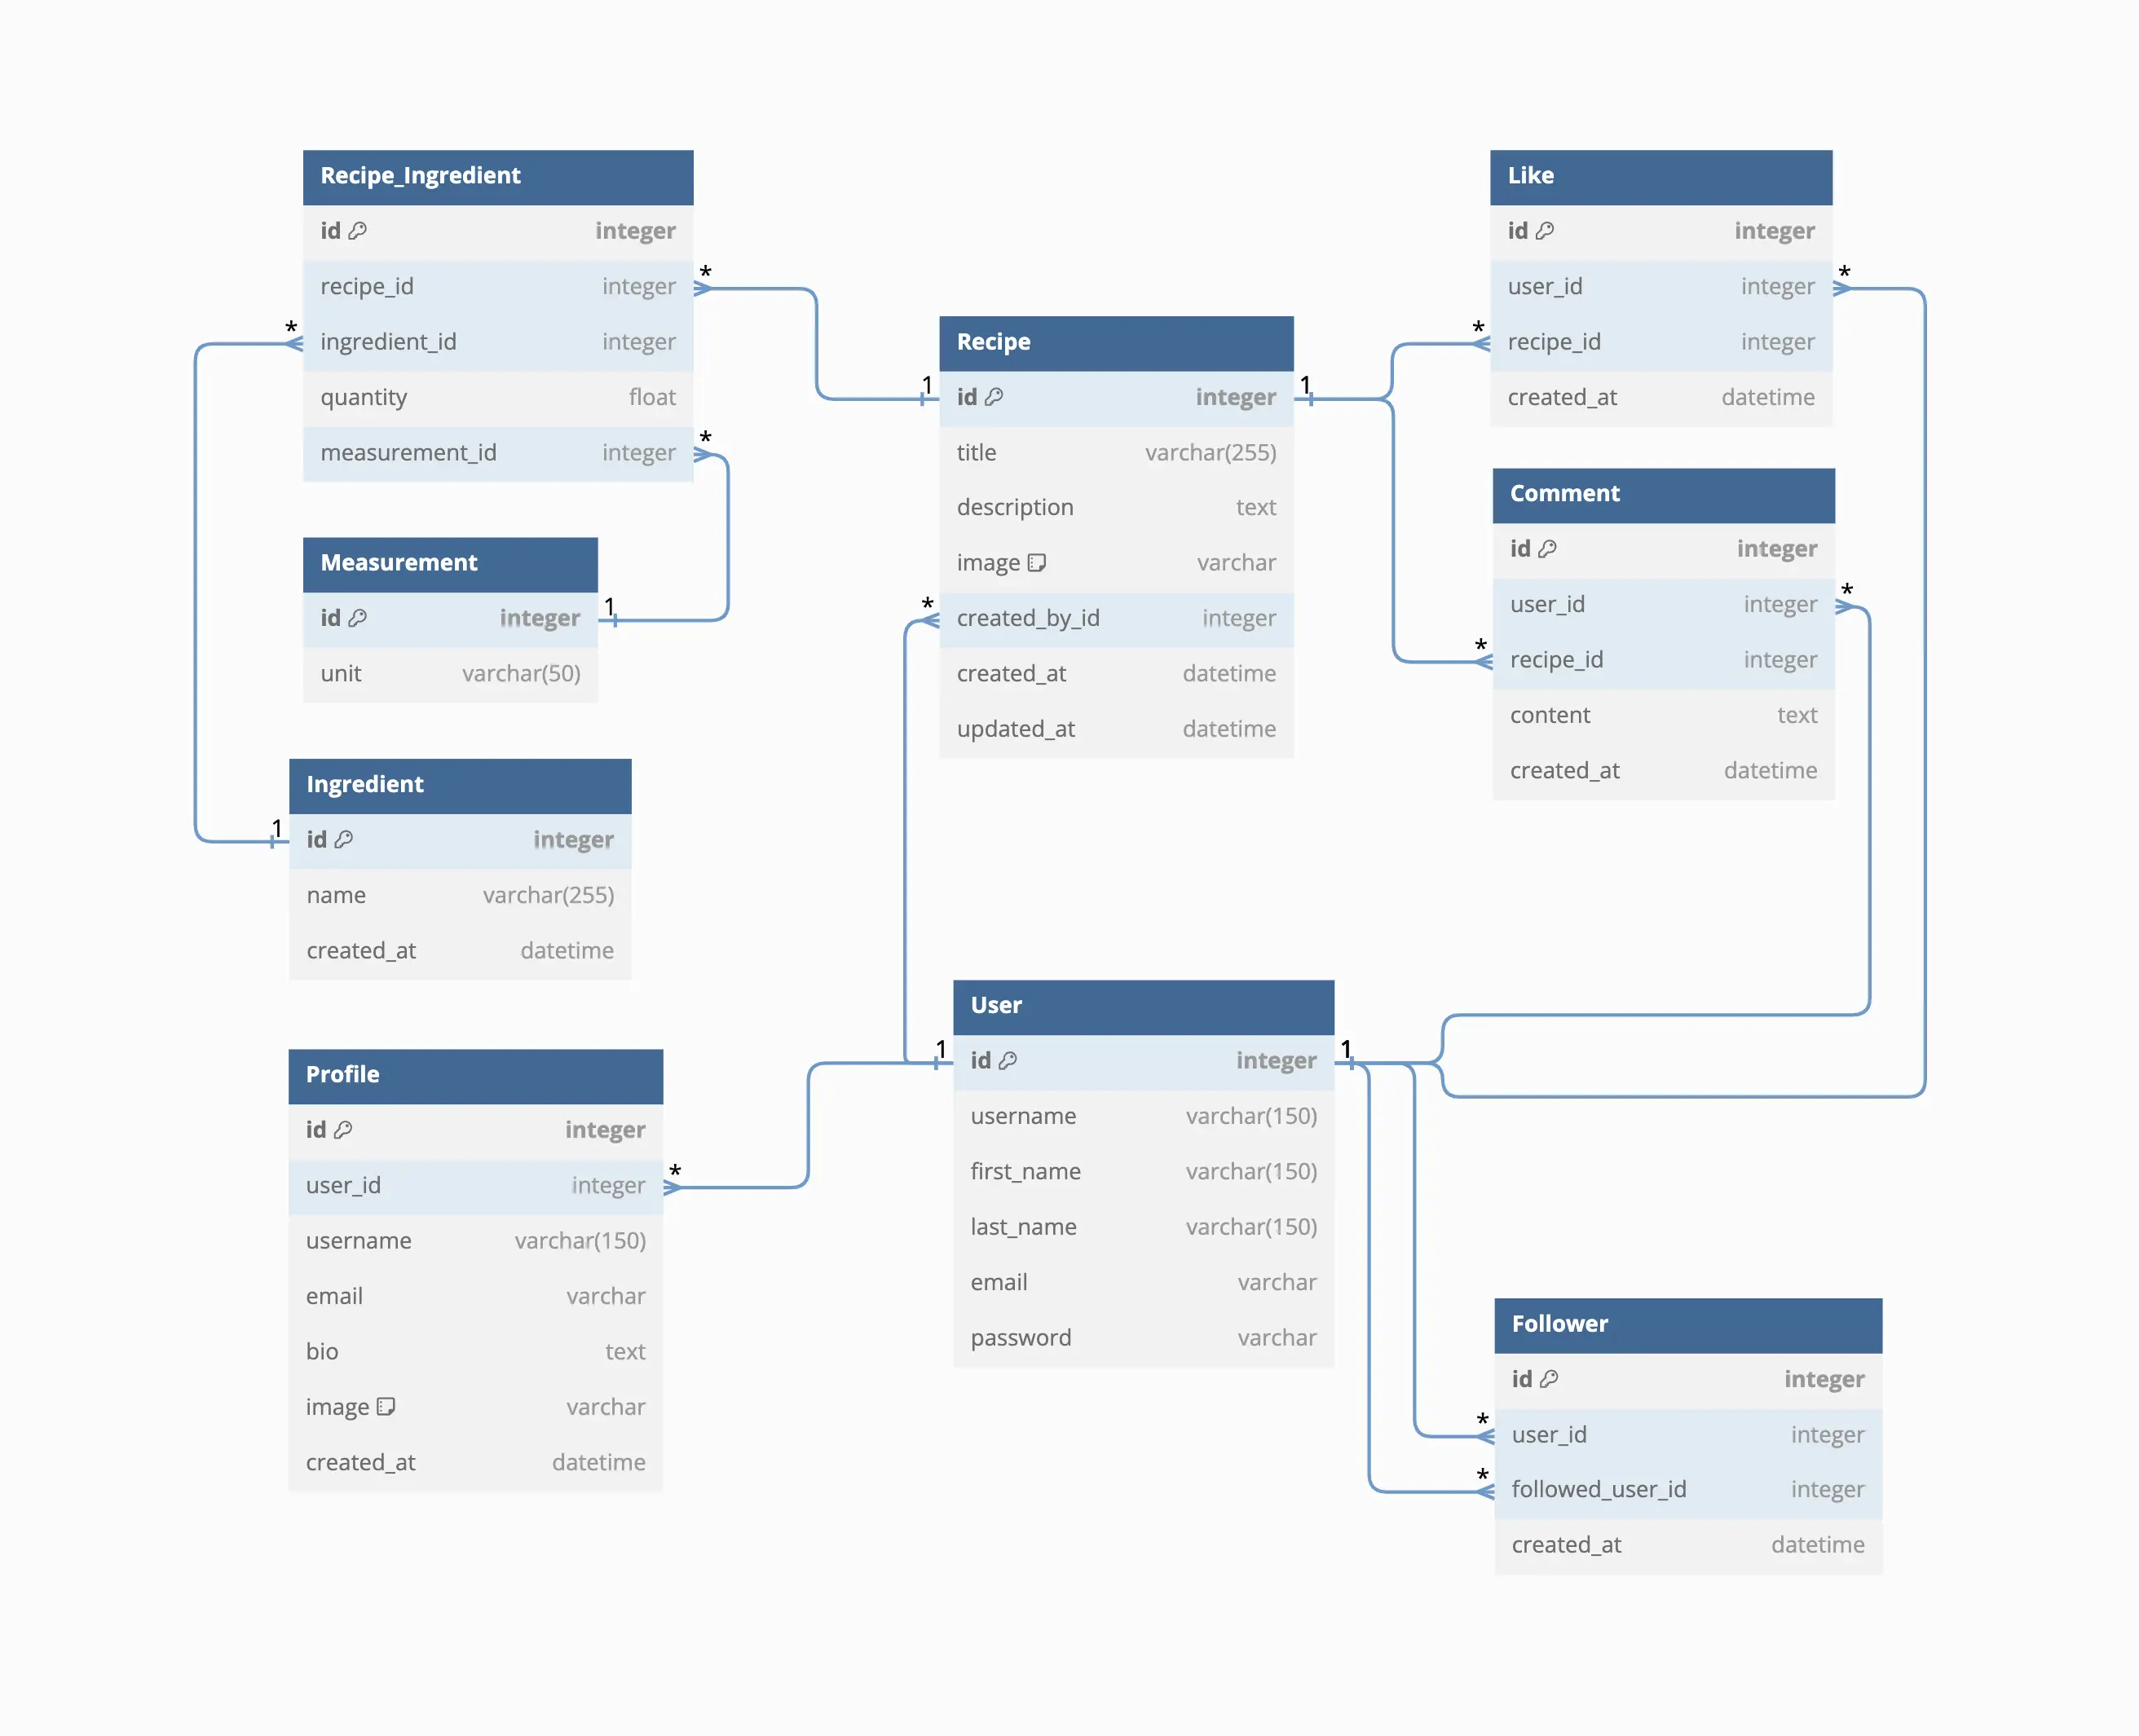 Recipe_Ingredient
id integer
recipe_id integer
ingredient_id integer
quantity float
measurement_id integer
*
*
*
Measurement
id integer
unit varchar(50)
1
Ingredient
id integer
name varchar(255)
created_at datetime
1
Profile
id integer
user_id integer
username varchar(150)
email varchar
bio text
image varchar
created_at datetime
*
Recipe
id integer
title varchar(255)
description text
image varchar
created_by_id integer
created_at datetime
updated_at datetime
1
1
*
User
id integer
username varchar(150)
first_name varchar(150)
last_name varchar(150)
email varchar
password varchar
1
1
Like
id integer
user_id integer
recipe_id integer
created_at datetime
*
*
Comment
id integer
user_id integer
recipe_id integer
content text
created_at datetime
*
*
Follower
id integer
user_id integer
followed_user_id integer
created_at datetime
*
*